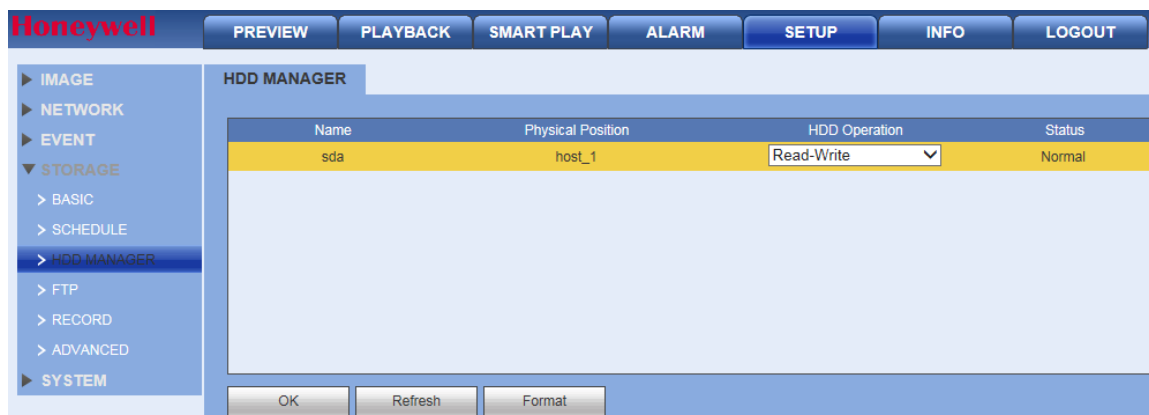 Honeywell
PREVIEW PLAYBACK SMART PLAY ALARM SETUP INFO LOGOUT
IMAGE
NETWORK
EVENT
STORAGE
> BASIC
> SCHEDULE
> HDD MANAGER
> FTP
> RECORD
> ADVANCED
SYSTEM
HDD MANAGER
Name Physical Position HDD Operation Status
sda host_1 Read-Write Normal
OK Refresh Format